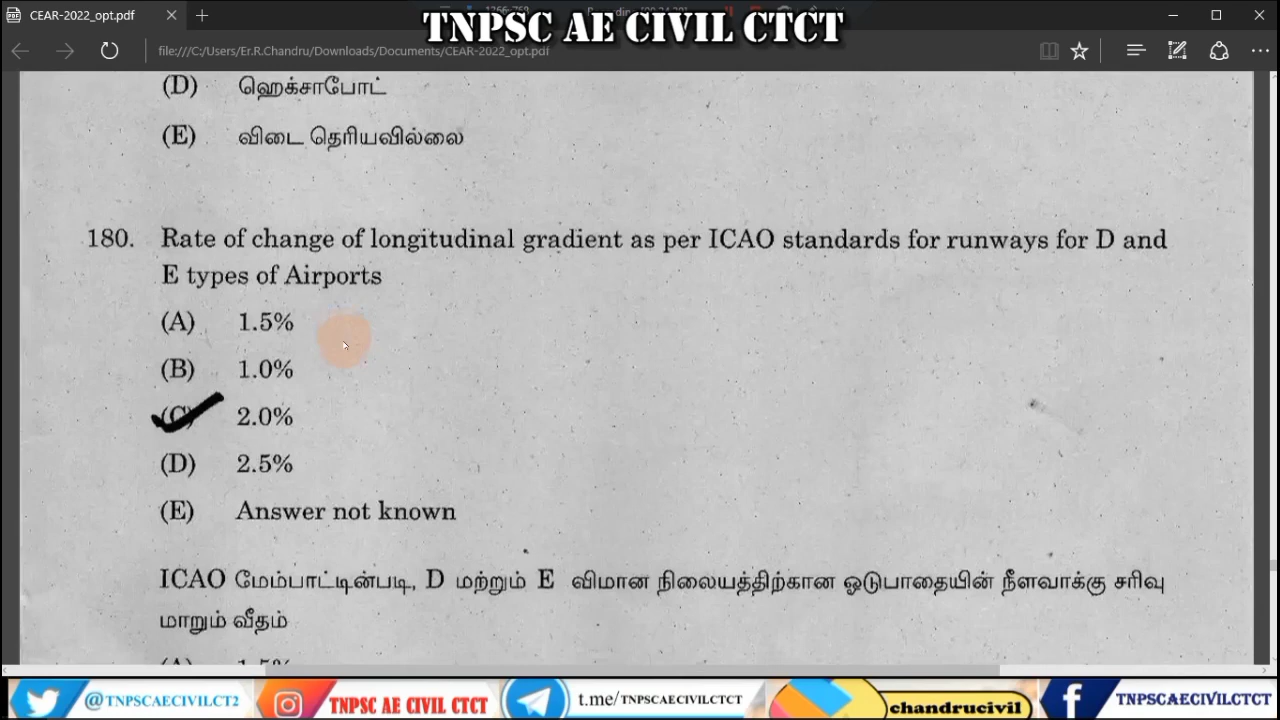 CEAR-2022_opt.pdf
TNPSC AE CIVIL CTCT
file:///C:/Users/Er.R.Chandru/Downloads/Documents/CEAR-2022_opt.pdf
(D) ஹெக்சாபோட்
(E) விடை தெரியவில்லை
180. Rate of change of longitudinal gradient as per ICAO standards for runways for D and
E types of Airports
(A) 1.5%
(B) 1.0%
(C) 2.0%
(D) 2.5%
(E) Answer not known
ICAO மேம்பாட்டின்படி, D மற்றும் E விமான நிலையத்திற்கான ஓடுபாதையின் நீளவாக்கு சரிவு
மாறும் வீதம்
(A) 1.5%
@TNPSCAECIVILCT2 TNPSC AE CIVIL CTCT t.me/TNPSCAECIVILCTCT chandrucivil TNPSCAECIVILCTCT